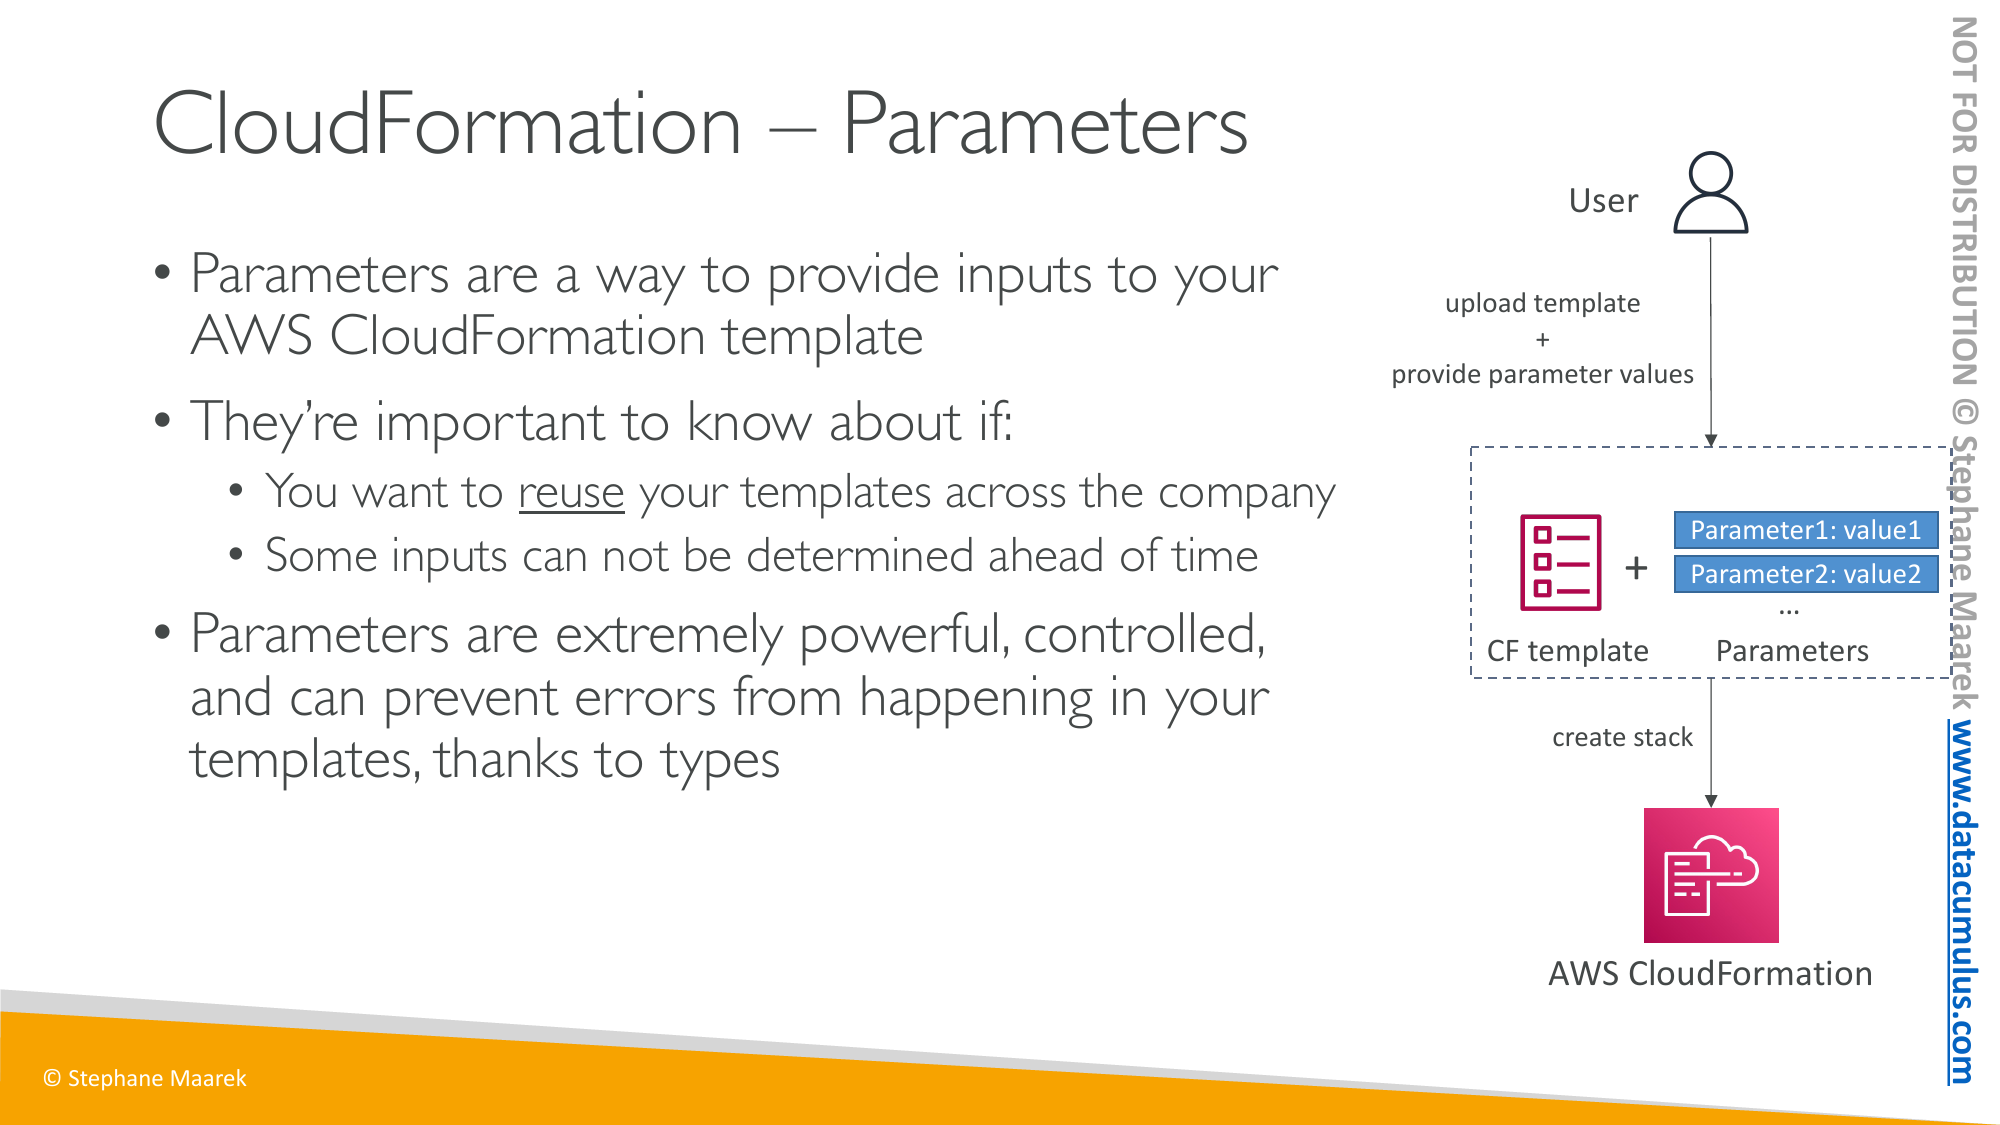 CloudFormation – Parameters
• Parameters are a way to provide inputs to your
AWS CloudFormation template
• They’re important to know about if:
• You want to reuse your templates across the company
• Some inputs can not be determined ahead of time
• Parameters are extremely powerful, controlled,
and can prevent errors from happening in your
templates, thanks to types
User
upload template
+
provide parameter values
Parameter1: value1
+
Parameter2: value2
...
CF template
Parameters
create stack
AWS CloudFormation
NOT FOR DISTRIBUTION © Stephane Maarek www.datacumulus.com
© Stephane Maarek